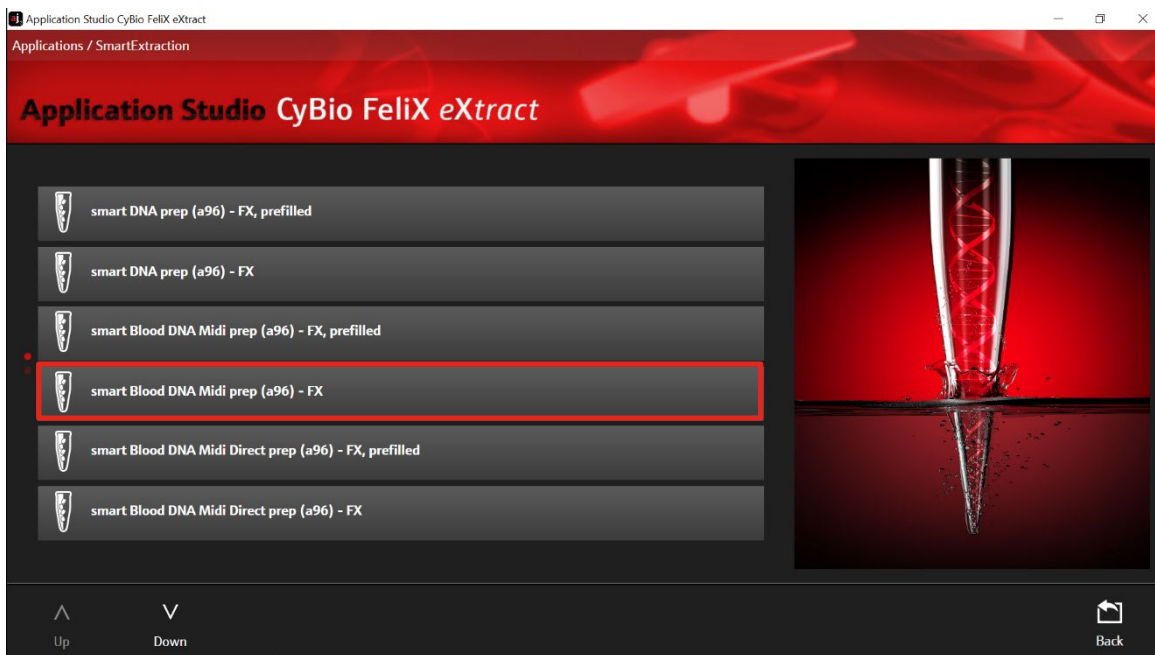 Application Studio CyBio FeliX eXtract
Applications / SmartExtraction
Application Studio CyBio FeliX eXtract
smart DNA prep (a96) - FX, prefilled
smart DNA prep (a96) - FX
smart Blood DNA Midi prep (a96) - FX, prefilled
smart Blood DNA Midi prep (a96) - FX
smart Blood DNA Midi Direct prep (a96) - FX, prefilled
smart Blood DNA Midi Direct prep (a96) - FX
Up
Down
Back